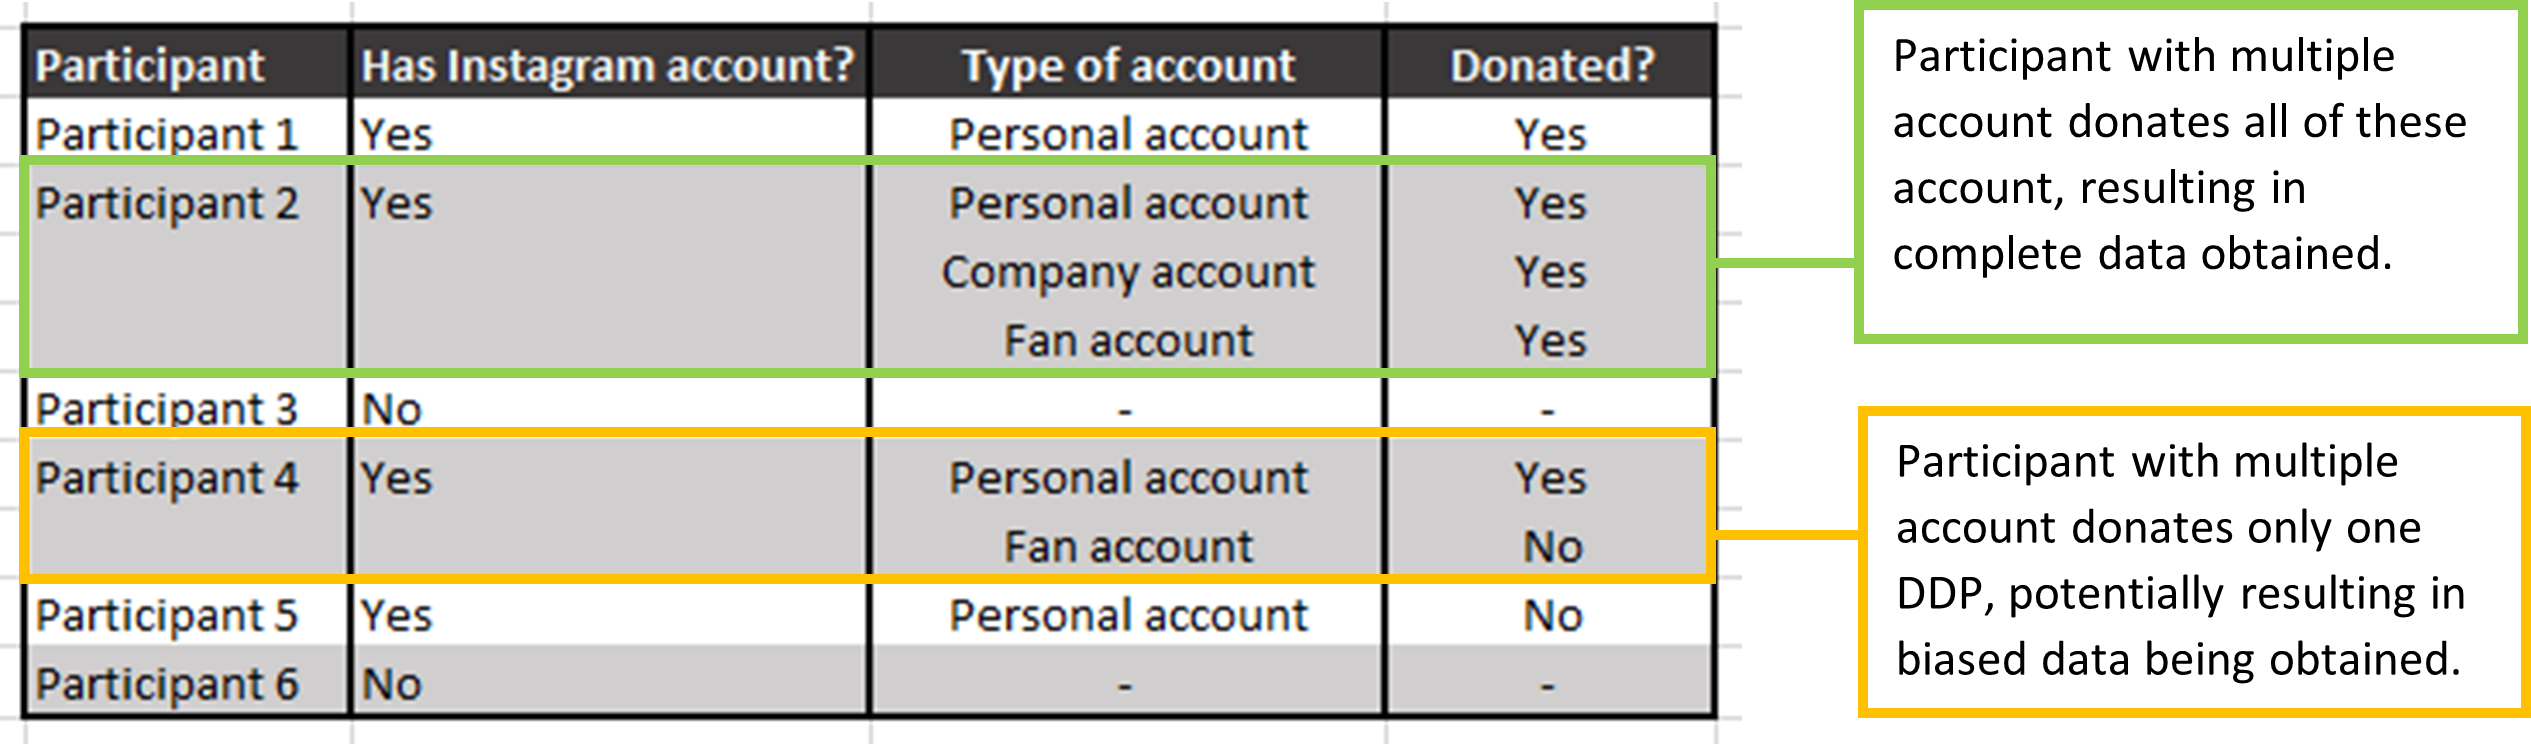 Participant Has Instagram account? Type of account Donated?
Participant 1 Yes Personal account Yes
Participant 2 Yes Personal account Yes
Company account Yes
Fan account Yes
Participant 3 No - -
Participant 4 Yes Personal account Yes
Fan account No
Participant 5 Yes Personal account No
Participant 6 No - -
Participant with multiple
account donates all of these
account, resulting in
complete data obtained.
Participant with multiple
account donates only one
DDP, potentially resulting in
biased data being obtained.